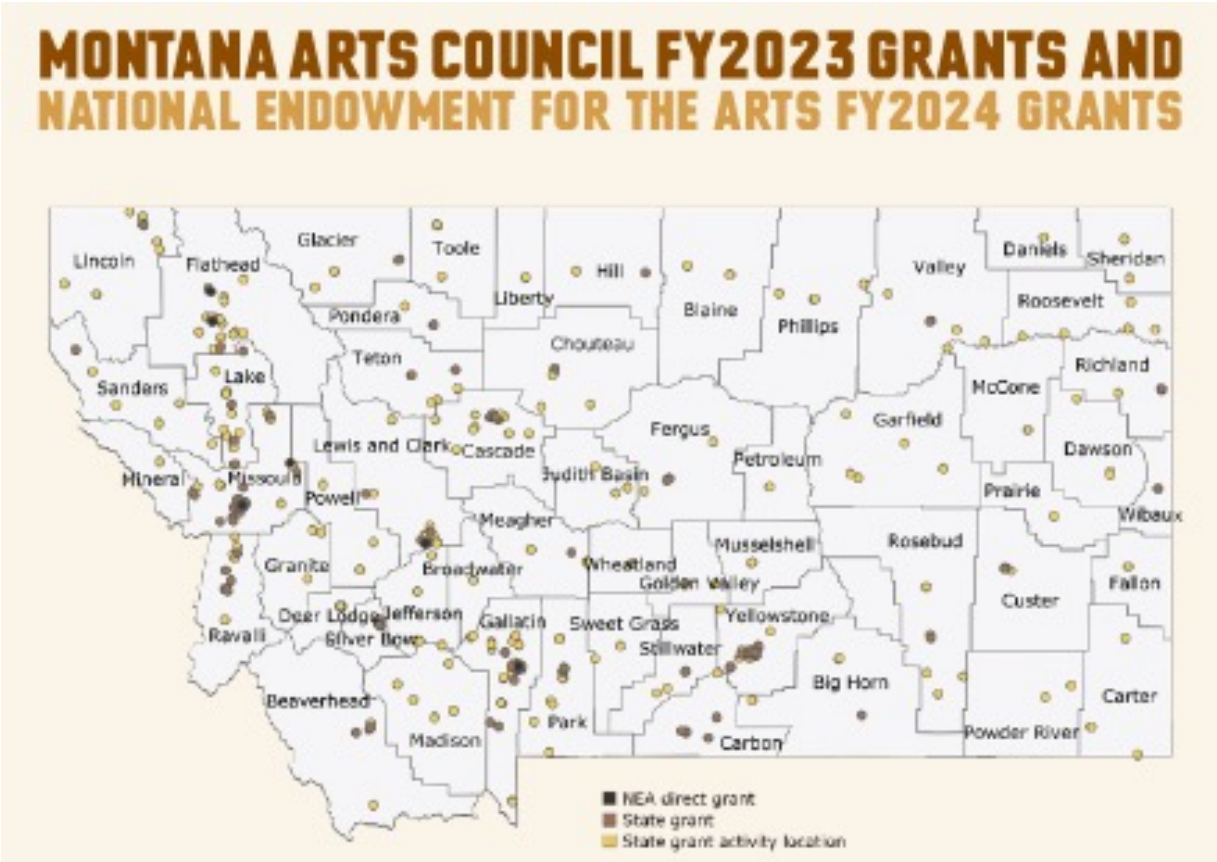 MONTANA ARTS COUNCIL FY2023 GRANTS AND
NATIONAL ENDOWMENT FOR THE ARTS FY2024 GRANTS
Lincoln
Flathead
Glacier
Toole
Liberty
Hill
Blaine
Phillips
Valley
Daniels
Sheridan
Roosevelt
Pondera
Chouteau
Teton
Sanders
Lake
McCone
Richland
Lewis and Clark
Cascade
Fergus
Garfield
Dawson
Mineral
Missoula
Powell
Judith Basin
Petroleum
Prairie
Wibaux
Meagher
Granite
Broadwater
Wheatland
Musselshell
Golden Valley
Rosebud
Custer
Fallon
Ravalli
Deer Lodge
Jefferson
Silver Bow
Gallatin
Sweet Grass
Stillwater
Yellowstone
Beaverhead
Madison
Park
Carbon
Big Horn
Powder River
Carter
NEA direct grant
State grant
State grant activity location